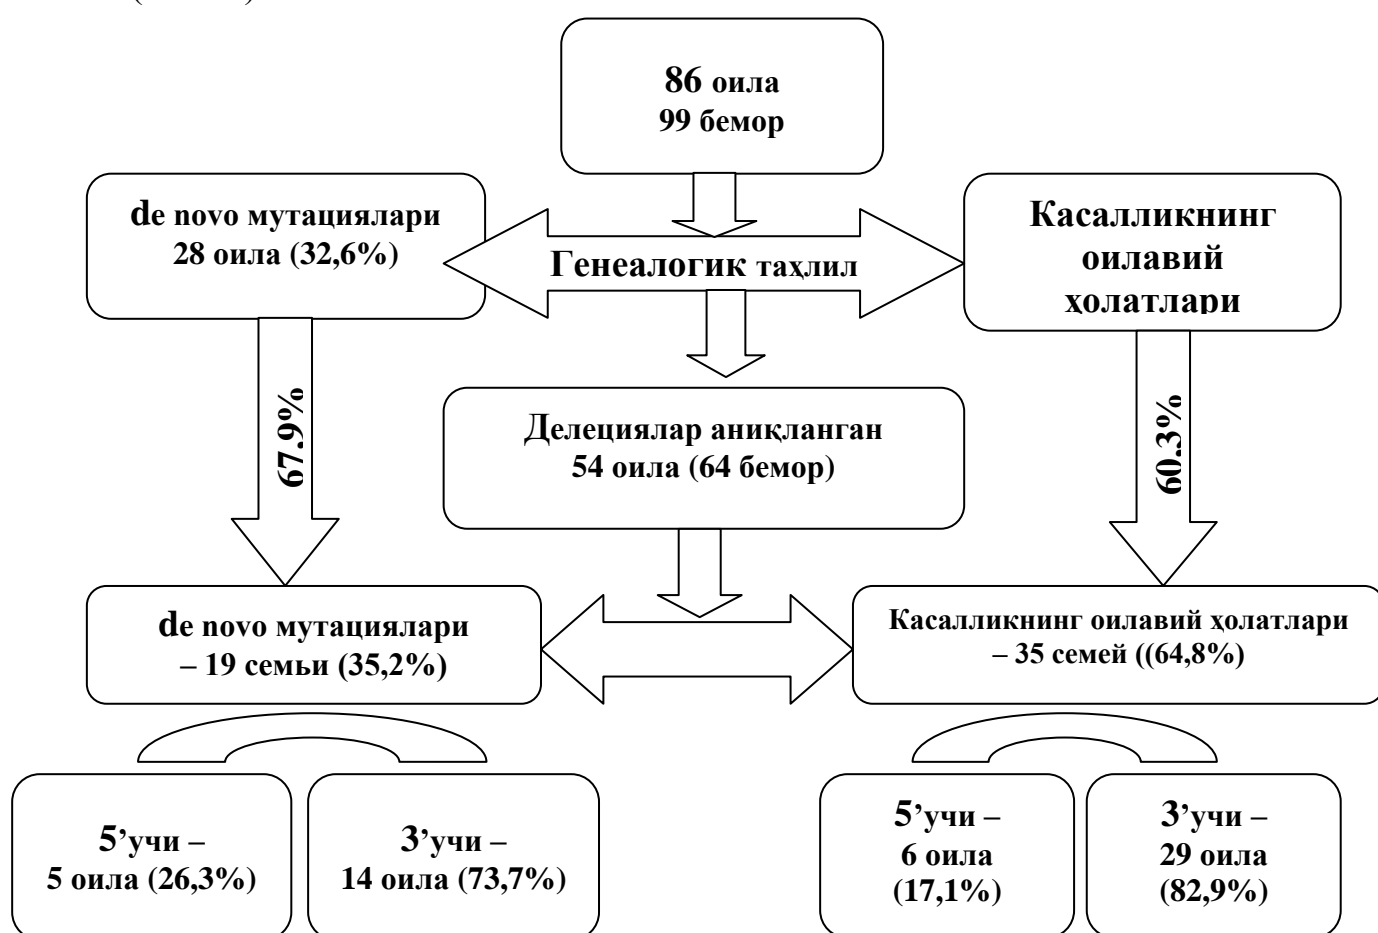 86 оила
99 бемор
de novo мутациялари
28 оила (32,6%)
Генеалогик таҳлил
Касалликнинг
оилавий
ҳолатлари
67.9%
Делециялар аниқланган
54 оила (64 бемор)
60.3%
de novo мутациялари
– 19 семьи (35,2%)
Касалликнинг оилавий ҳолатлари
– 35 семей ((64,8%)
5’учи –
5 оила (26,3%)
3’учи –
14 оила (73,7%)
5’учи –
6 оила
(17,1%)
3’учи –
29 оила
(82,9%)